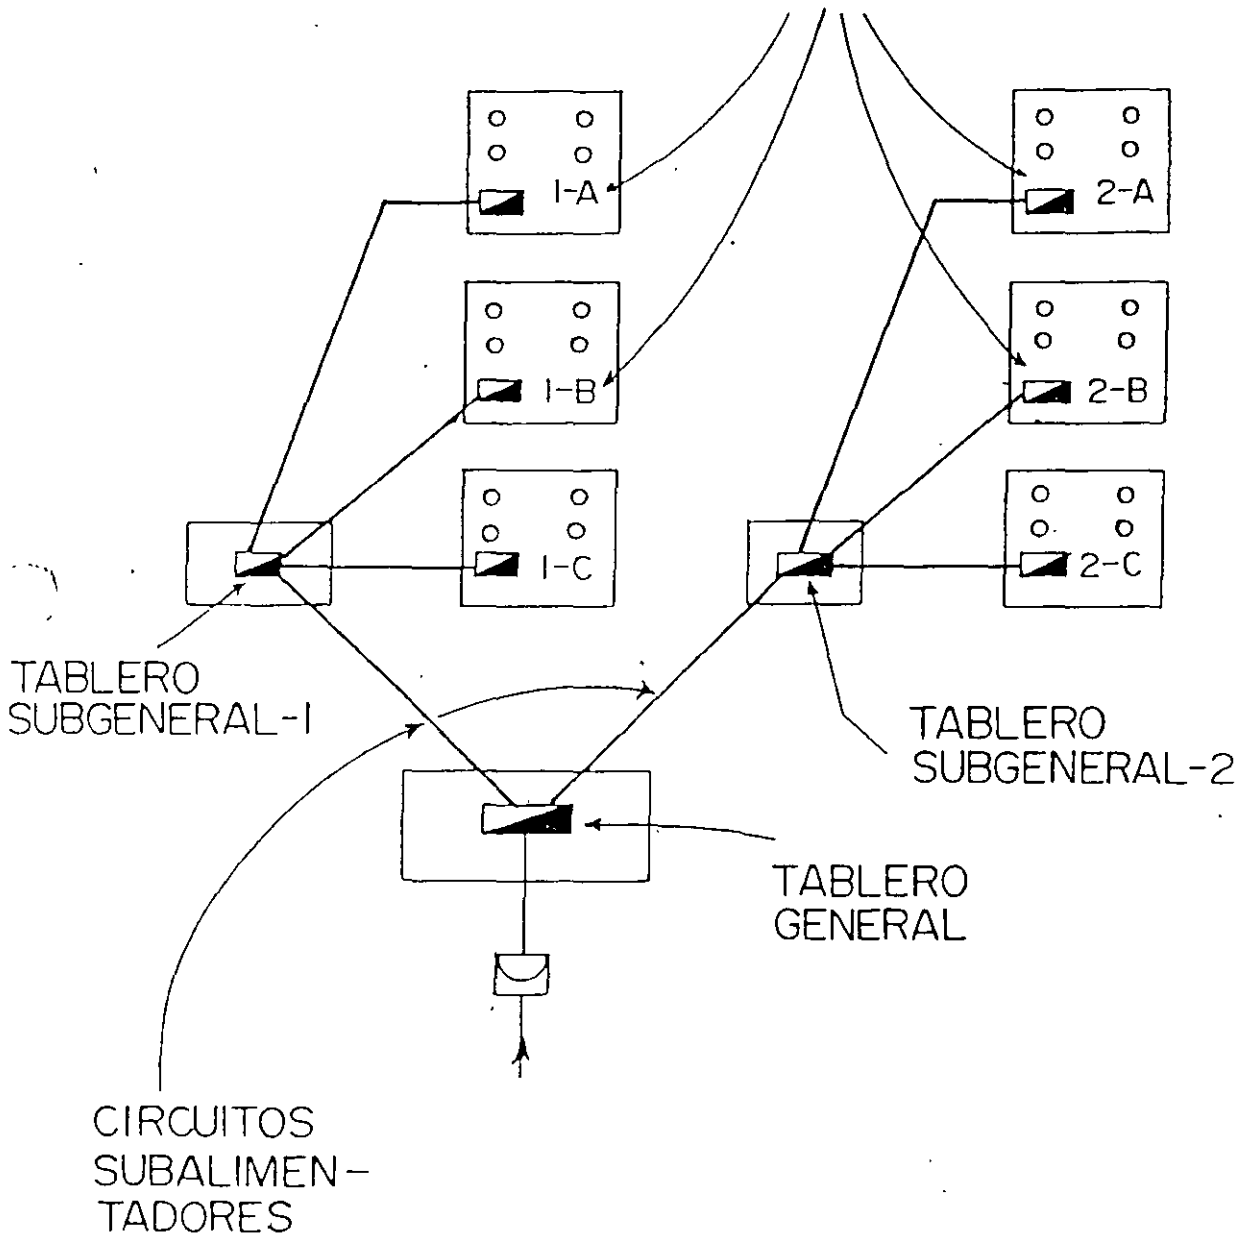 1-A
2-A
1-B
2-B
1-C
2-C
TABLERO
SUBGENERAL-1
TABLERO
SUBGENERAL-2
TABLERO
GENERAL
CIRCUITOS
SUBALIMEN-
TADORES